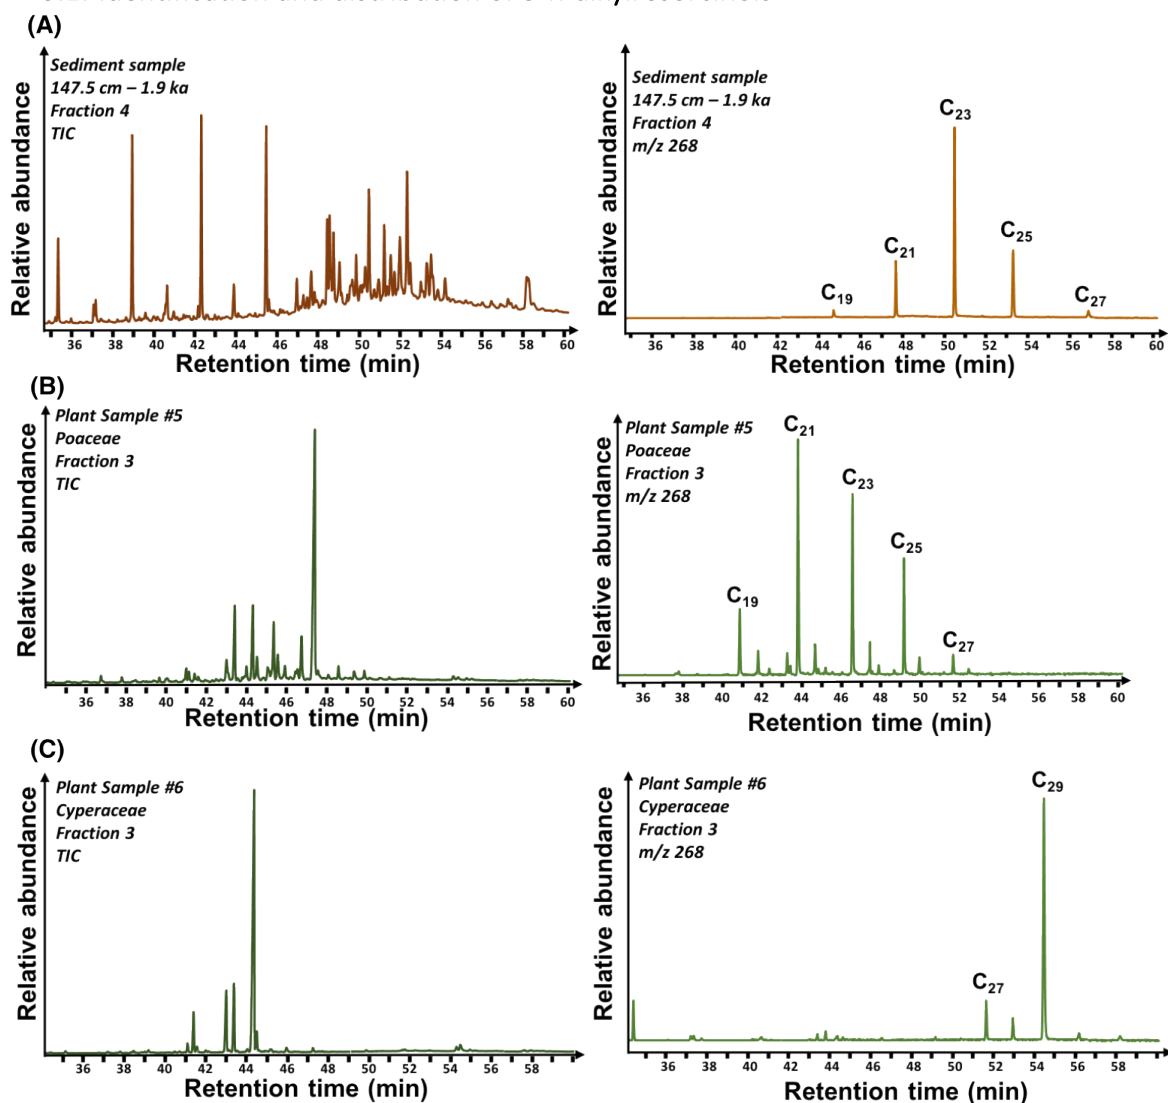 (A)
Sediment sample
147.5 cm – 1.9 ka
Fraction 4
TIC
Relative abundance
36 38 40 42 44 46 48 50 52 54 56 58 60
Retention time (min)
Sediment sample
147.5 cm – 1.9 ka
Fraction 4
m/z 268
Relative abundance
C19
C21
C23
C25
C27
36 38 40 42 44 46 48 50 52 54 56 58 60
Retention time (min)
(B)
Plant Sample #5
Poaceae
Fraction 3
TIC
Relative abundance
36 38 40 42 44 46 48 50 52 54 56 58 60
Retention time (min)
Plant Sample #5
Poaceae
Fraction 3
m/z 268
Relative abundance
C19
C21
C23
C25
C27
36 38 40 42 44 46 48 50 52 54 56 58 60
Retention time (min)
(C)
Plant Sample #6
Cyperaceae
Fraction 3
TIC
Relative abundance
36 38 40 42 44 46 48 50 52 54 56 58
Retention time (min)
Plant Sample #6
Cyperaceae
Fraction 3
m/z 268
Relative abundance
C27
C29
36 38 40 42 44 46 48 50 52 54 56 58
Retention time (min)